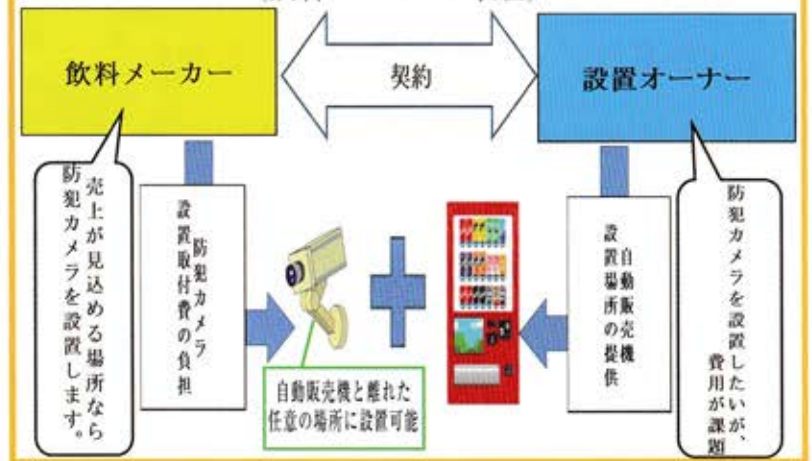 飲料メーカー
契約
設置オーナー
売上が見込める場所なら
防犯カメラを設置します。
防犯カメラ
設置取付費の負担
自動販売機と離れた
任意の場所に設置可能
自動販売機
設置場所の提供
防犯カメラを設置したいが、
費用が課題